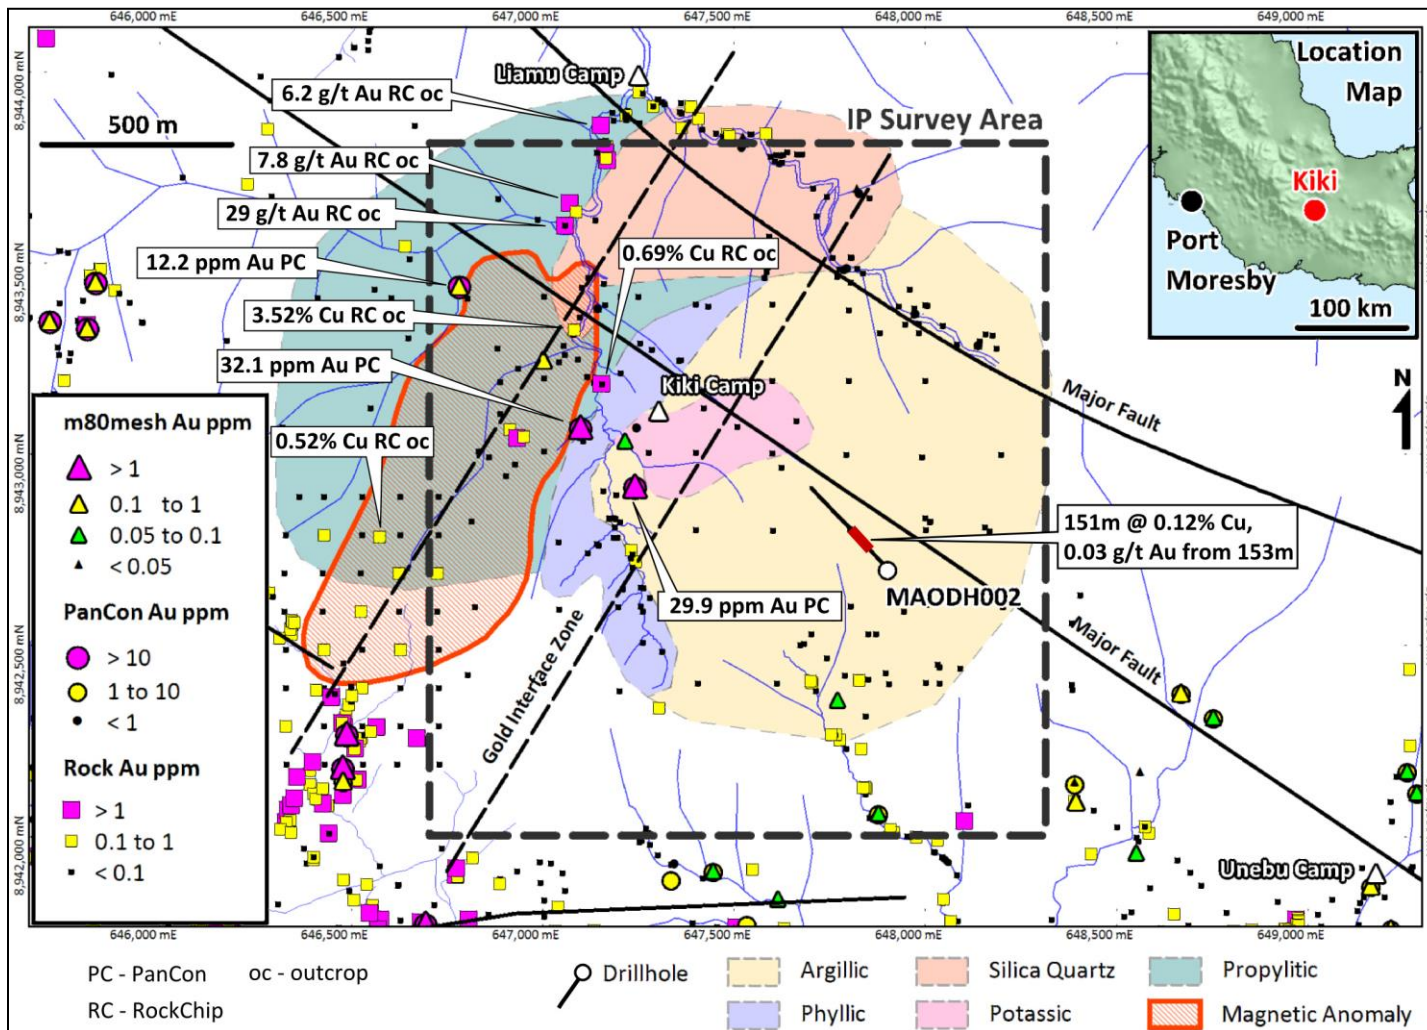 646,000 mE
646,500 mE
647,000 mE
647,500 mE
648,000 mE
648,500 mE
649,000 mE
8,944,000 mN
8,943,500 mN
8,943,000 mN
8,942,500 mN
8,942,000 mN
Liamu Camp
6.2 g/t Au RC oc
500 m
IP Survey Area
7.8 g/t Au RC oc
29 g/t Au RC oc
12.2 ppm Au PC
0.69% Cu RC oc
3.52% Cu RC oc
32.1 ppm Au PC
Kiki Camp
0.52% Cu RC oc
Major Fault
N
151m @ 0.12% Cu,
0.03 g/t Au from 153m
MAODH002
29.9 ppm Au PC
Major Fault
Gold Interface Zone
Unebu Camp
Location
Map
Kiki
Port
Moresby
100 km
m80mesh Au ppm
> 1
0.1 to 1
0.05 to 0.1
< 0.05
PanCon Au ppm
> 10
1 to 10
< 1
Rock Au ppm
> 1
0.1 to 1
< 0.1
646,000 mE
646,500 mE
647,000 mE
647,500 mE
648,000 mE
648,500 mE
649,000 mE
PC - PanCon
oc - outcrop
RC - RockChip
Drillhole
Argillic
Silica Quartz
Propylitic
Phyllic
Potassic
Magnetic Anomaly